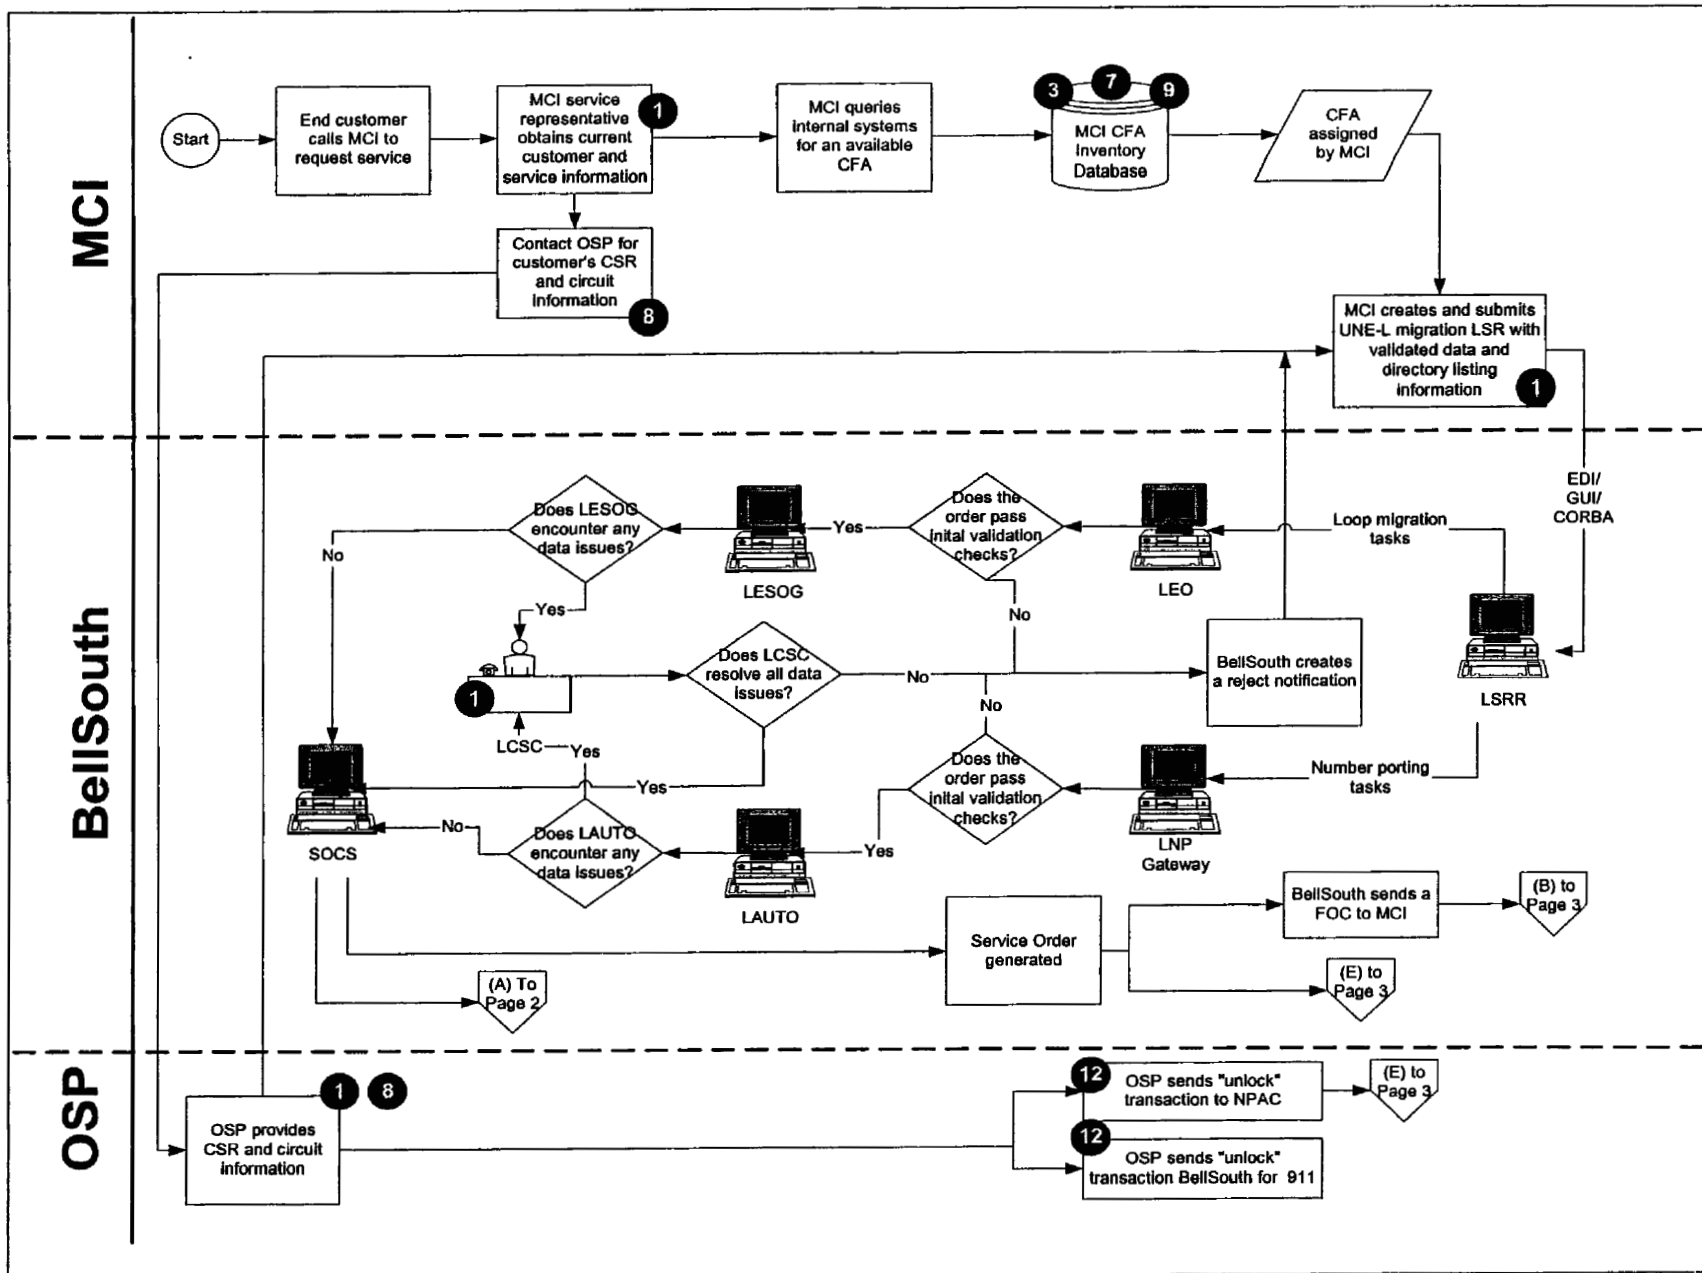 MCI
Start
End customer
calls MCI to
request service
MCI service
representative
obtains current
customer and
service information
1
MCI queries
internal systems
for an available
CFA
3
7
9
MCI CFA
Inventory
Database
CFA
assigned
by MCI
Contact OSP for
customer's CSR
and circuit
information
8
MCI creates and submits
UNE-L migration LSR with
validated data and
directory listing
information
1
BellSouth
EDI/
GUI/
CORBA
Does LESOG
encounter any
data issues?
LESOG
Yes
Does the
order pass
inital validation
checks?
LEO
Loop migration
tasks
No
Yes
No
1
LCSC
Does LCSC
resolve all data
issues?
No
BellSouth creates
a reject notification
LSRR
No
Yes
Yes
SOCS
No
Does LAUTO
encounter any
data issues?
LAUTO
Yes
Does the
order pass
inital validation
checks?
LNP
Gateway
Number porting
tasks
Service Order
generated
BellSouth sends a
FOC to MCI
(B) to
Page 3
(E) to
Page 3
(A) To
Page 2
OSP
OSP provides
CSR and circuit
information
1
8
12
OSP sends "unlock"
transaction to NPAC
(E) to
Page 3
12
OSP sends "unlock"
transaction BellSouth for 911